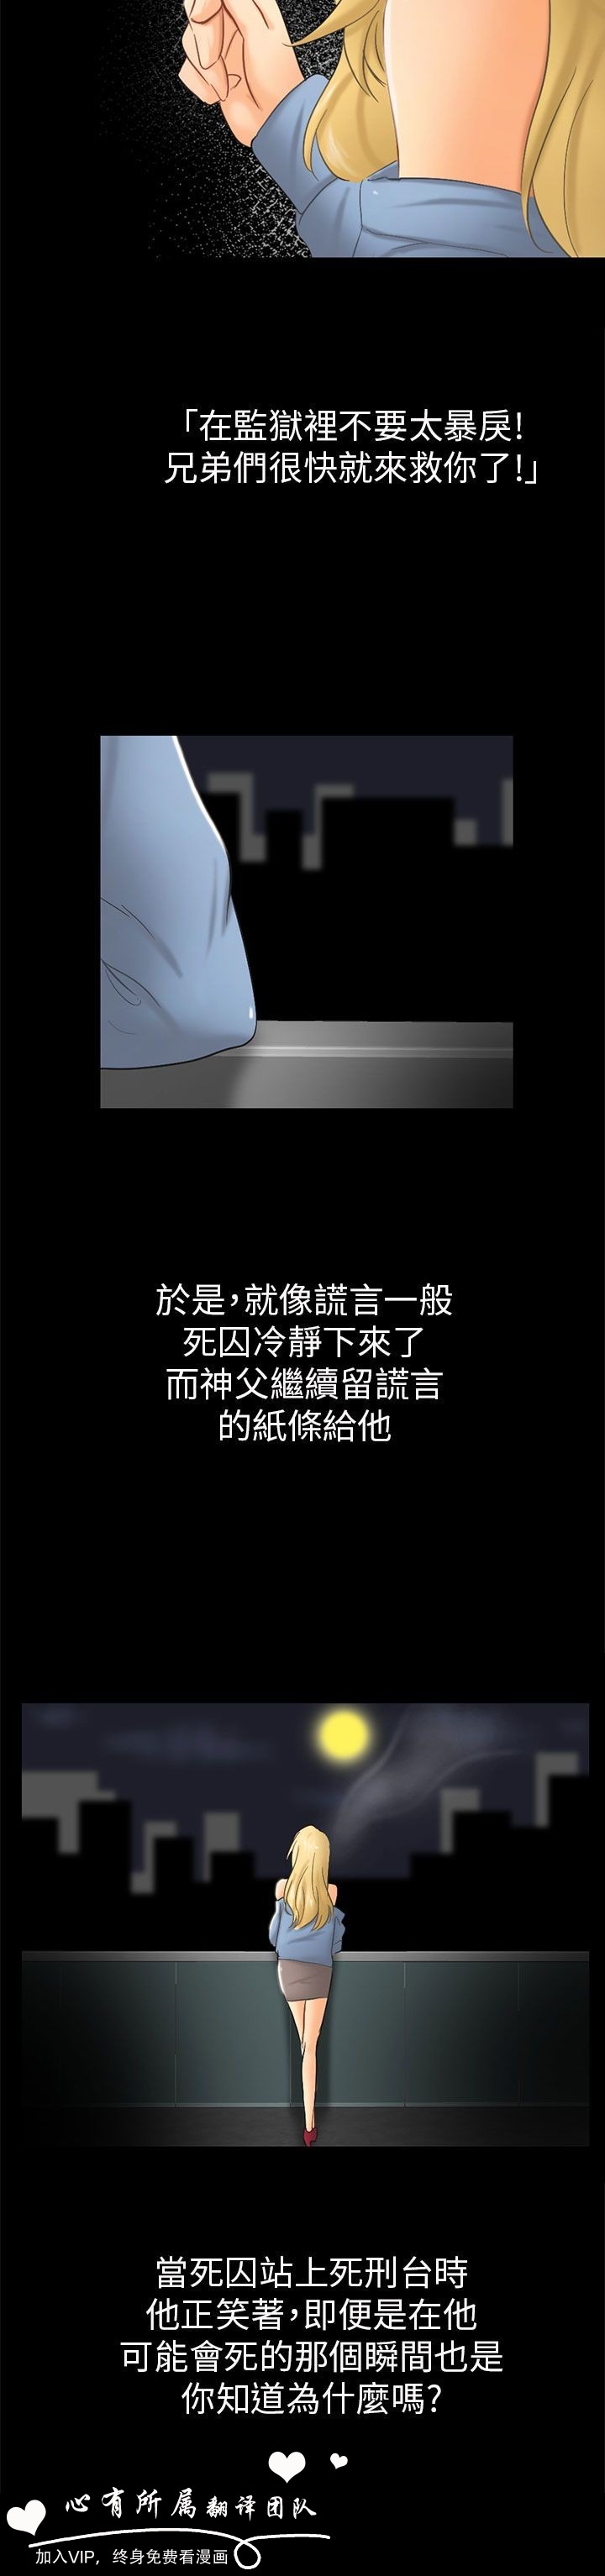 「在監獄裡不要太暴戾!
兄弟們很快就來救你了!」
於是,就像謊言一般
死囚冷靜下來了
而神父繼續留謊言
的紙條給他
當死囚站上死刑台時
他正笑著,即便是在他
可能會死的那個瞬間也是
你知道為什麼嗎?
心有所属翻译团队
加入VIP，终身免费看漫画